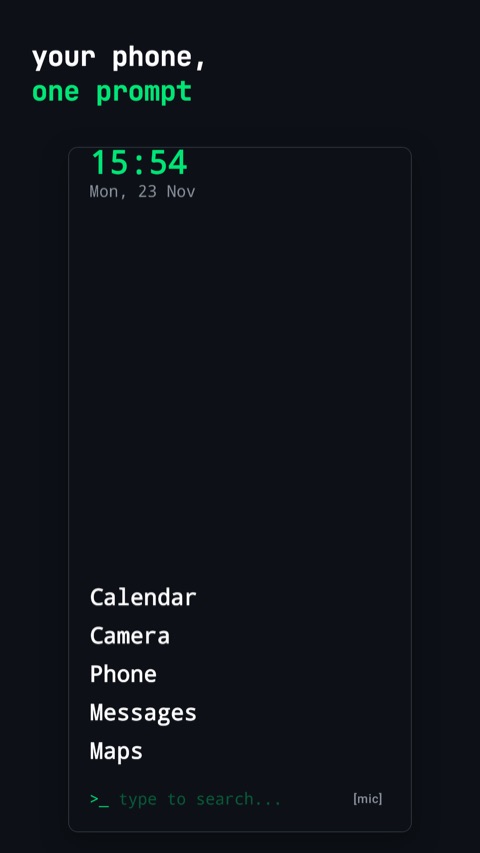 your phone,
one prompt
15:54
Mon, 23 Nov
Calendar
Camera
Phone
Messages
Maps
>_ type to search... [mic]